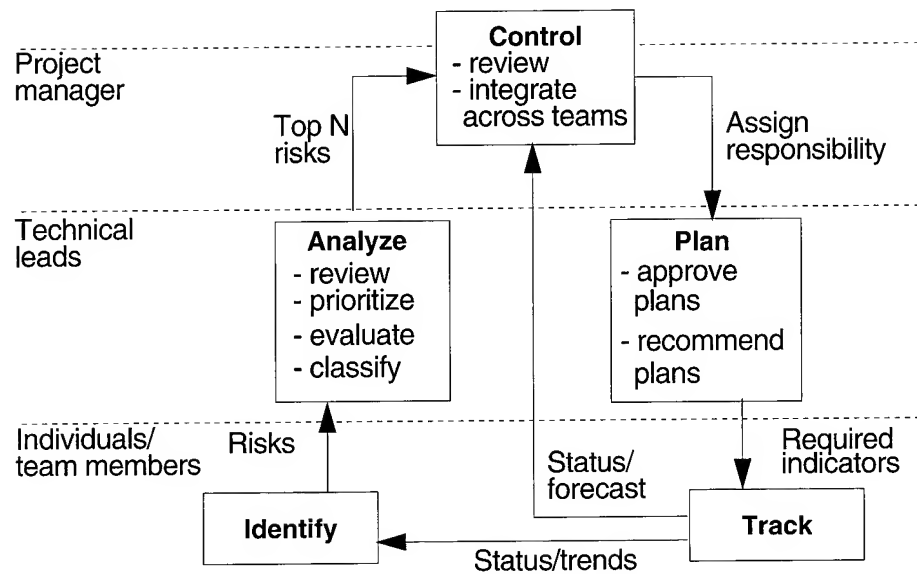 Control
- review
- integrate
across teams
Project
manager
Top N
risks
Assign
responsibility
Technical
leads
Analyze
- review
- prioritize
- evaluate
- classify
Plan
- approve
plans
- recommend
plans
Individuals/
team members
Risks
Required
indicators
Status/
forecast
Identify
Track
Status/trends